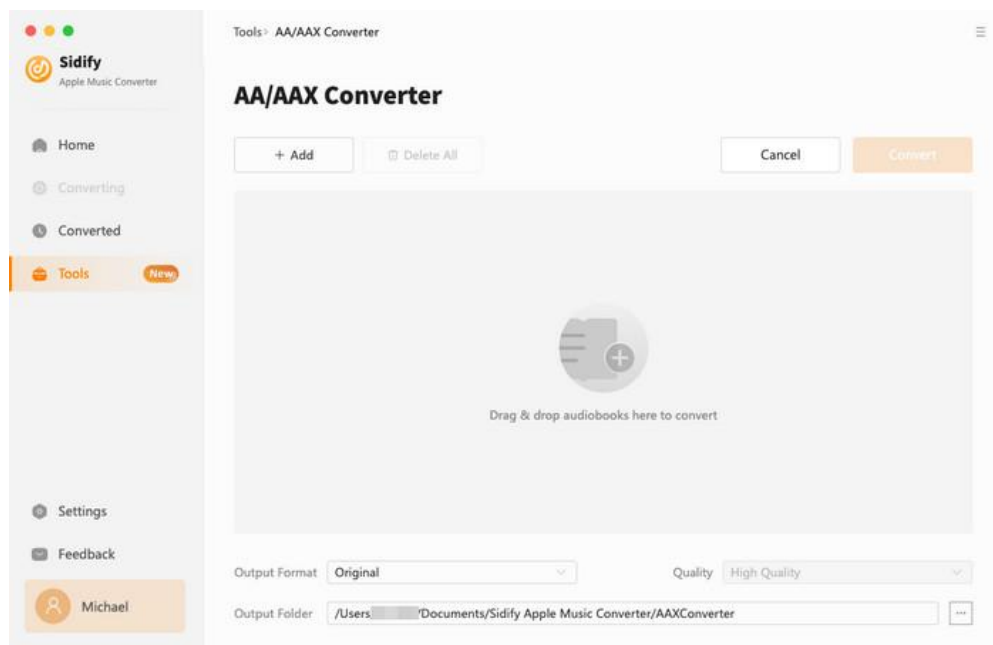 Sidify
Apple Music Converter
Home
Converting
Converted
Tools New
Settings
Feedback
Michael
Tools > AA/AAX Converter
AA/AAX Converter
+ Add
Delete All
Cancel
Convert
Drag & drop audiobooks here to convert
Output Format Original
Quality High Quality
Output Folder /Users /Documents/Sidify Apple Music Converter/AAXConverter
...